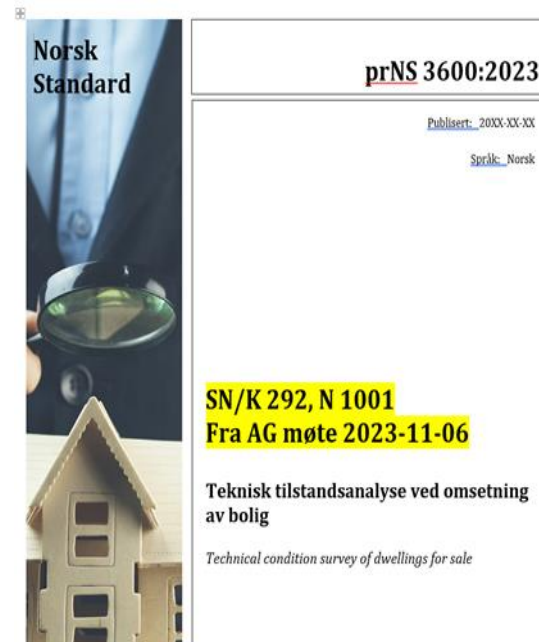 Norsk
Standard
prNS 3600:2023
Publisert: 20XX-XX-XX
Språk: Norsk
SN/K 292, N 1001
Fra AG møte 2023-11-06
Teknisk tilstandsanalyse ved omsetning
av bolig
Technical condition survey of dwellings for sale